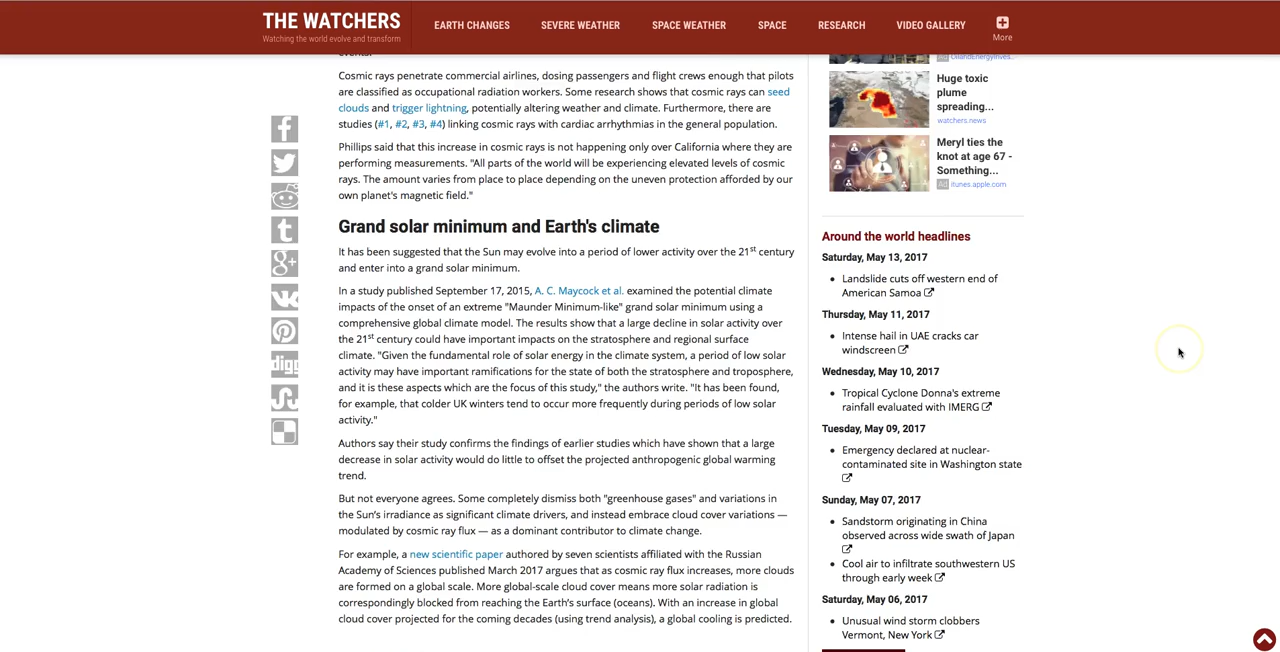 THE WATCHERS
Watching the world evolve and transform
EARTH CHANGES
SEVERE WEATHER
SPACE WEATHER
SPACE
RESEARCH
VIDEO GALLERY
More
events.
Cosmic rays penetrate commercial airlines, dosing passengers and flight crews enough that pilots
are classified as occupational radiation workers. Some research shows that cosmic rays can seed
clouds and trigger lightning, potentially altering weather and climate. Furthermore, there are
studies (#1, #2, #3, #4) linking cosmic rays with cardiac arrhythmias in the general population.
Phillips said that this increase in cosmic rays is not happening only over California where they are
performing measurements. "All parts of the world will be experiencing elevated levels of cosmic
rays. The amount varies from place to place depending on the uneven protection afforded by our
own planet's magnetic field."
Grand solar minimum and Earth's climate
It has been suggested that the Sun may evolve into a period of lower activity over the 21st century
and enter into a grand solar minimum.
In a study published September 17, 2015, A. C. Maycock et al. examined the potential climate
impacts of the onset of an extreme "Maunder Minimum-like" grand solar minimum using a
comprehensive global climate model. The results show that a large decline in solar activity over
the 21st century could have important impacts on the stratosphere and regional surface
climate. "Given the fundamental role of solar energy in the climate system, a period of low solar
activity may have important ramifications for the state of both the stratosphere and troposphere,
and it is these aspects which are the focus of this study," the authors write. "It has been found,
for example, that colder UK winters tend to occur more frequently during periods of low solar
activity."
Authors say their study confirms the findings of earlier studies which have shown that a large
decrease in solar activity would do little to offset the projected anthropogenic global warming
trend.
But not everyone agrees. Some completely dismiss both "greenhouse gases" and variations in
the Sun's irradiance as significant climate drivers, and instead embrace cloud cover variations —
modulated by cosmic ray flux — as a dominant contributor to climate change.
For example, a new scientific paper authored by seven scientists affiliated with the Russian
Academy of Sciences published March 2017 argues that as cosmic ray flux increases, more clouds
are formed on a global scale. More global-scale cloud cover means more solar radiation is
correspondingly blocked from reaching the Earth's surface (oceans). With an increase in global
cloud cover projected for the coming decades (using trend analysis), a global cooling is predicted.
digg
Ad OilandEnergyInves..
Huge toxic
plume
spreading...
watchers.news
Meryl ties the
knot at age 67 -
Something...
Ad itunes.apple.com
Around the world headlines
Saturday, May 13, 2017
Landslide cuts off western end of
American Samoa
Thursday, May 11, 2017
Intense hail in UAE cracks car
windscreen
Wednesday, May 10, 2017
Tropical Cyclone Donna's extreme
rainfall evaluated with IMERG
Tuesday, May 09, 2017
Emergency declared at nuclear-
contaminated site in Washington state
Sunday, May 07, 2017
Sandstorm originating in China
observed across wide swath of Japan
Cool air to infiltrate southwestern US
through early week
Saturday, May 06, 2017
Unusual wind storm clobbers
Vermont, New York